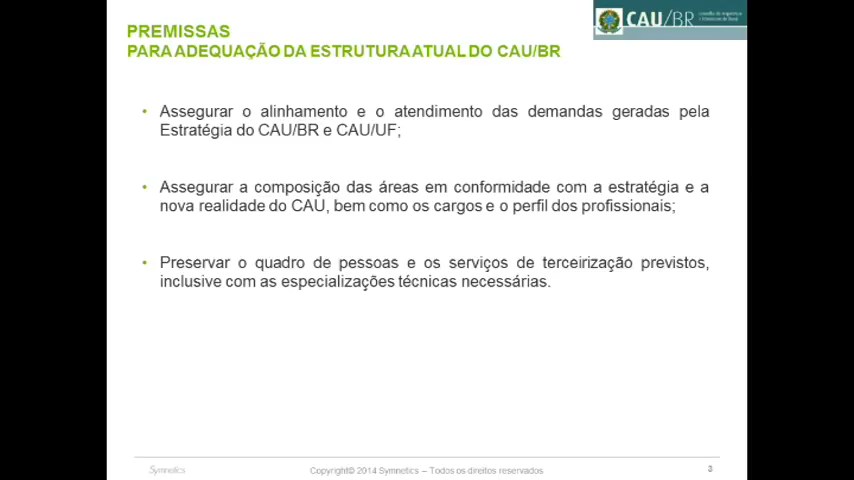 PREMISSAS
PARA ADEQUAÇÃO DA ESTRUTURA ATUAL DO CAU/BR
CAU/BR
• Assegurar o alinhamento e o atendimento das demandas geradas pela
Estratégia do CAU/BR e CAU/UF;
• Assegurar a composição das áreas em conformidade com a estratégia e a
nova realidade do CAU, bem como os cargos e o perfil dos profissionais;
• Preservar o quadro de pessoas e os serviços de terceirização previstos,
inclusive com as especializações técnicas necessárias.
Symnetics
Copyright© 2014 Symnetics – Todos os direitos reservados
3